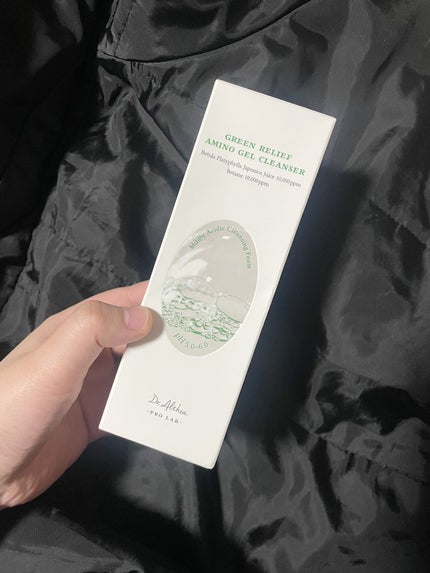 GREEN RELIEF
AMINO GEL CLEANSER
Betula Platyphylla Japonica Juice 10,000ppm
Betaine 10,000ppm
Mildly Acidic Cleansing Foam
pH 5.0-6.0
Dr.Althea
·PRO LAB·